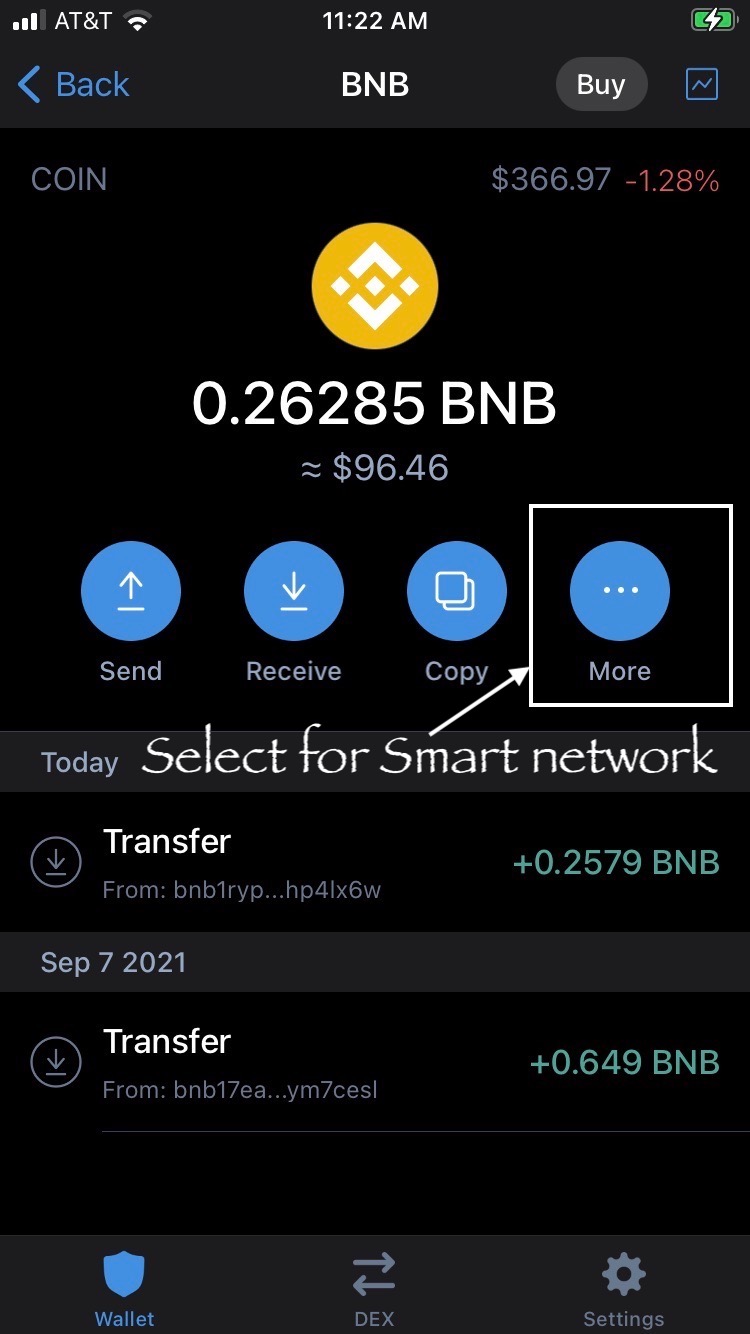 AT&T 11:22 AM
Back BNB Buy
COIN $366.97 -1.28%
0.26285 BNB
≈ $96.46
Send Receive Copy More
Today Select for Smart network
Transfer +0.2579 BNB
From: bnb1ryp...hp4lx6w
Sep 7 2021
Transfer +0.649 BNB
From: bnb17ea...ym7cesl
Wallet DEX Settings